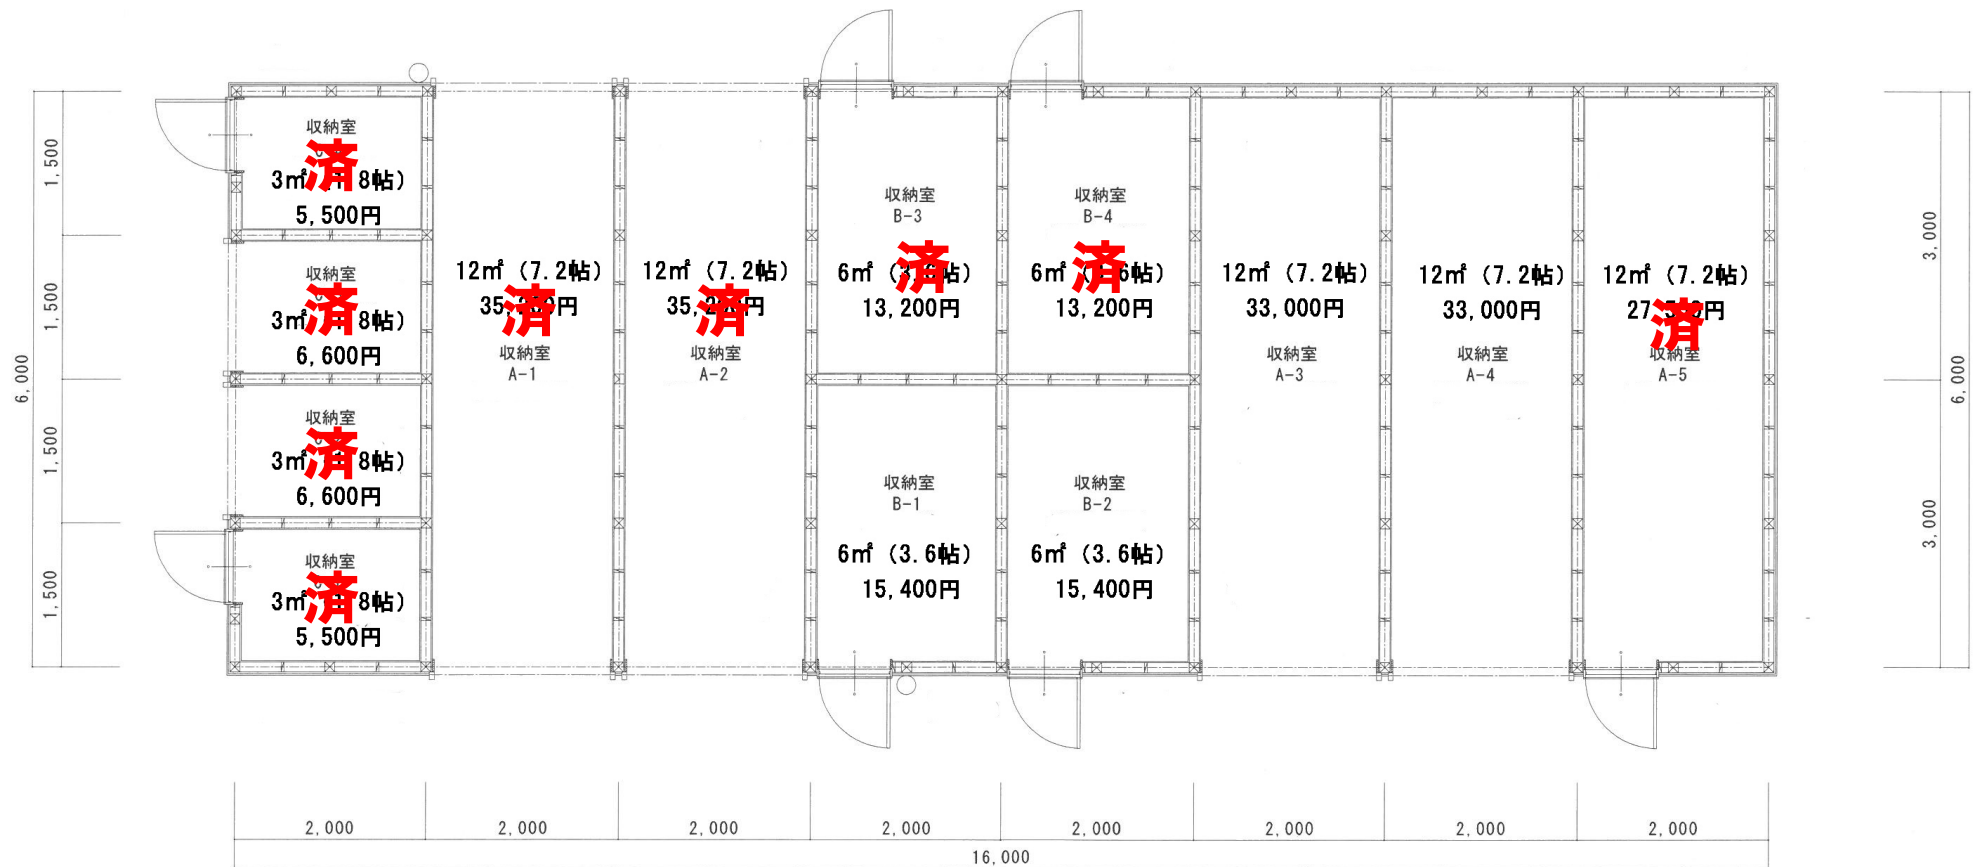 収納室
済
3㎡ 8帖)
5,500円
収納室
済
3㎡ 8帖)
6,600円
収納室
済
3㎡ 8帖)
6,600円
収納室
済
3㎡ 8帖)
5,500円
12㎡ (7.2帖)
済
収納室
A-1
12㎡ (7.2帖)
済
収納室
A-2
収納室
B-3
済
6㎡ 帖)
13,200円
収納室
B-4
済
6㎡ 6帖)
13,200円
収納室
B-1
6㎡ (3.6帖)
15,400円
収納室
B-2
6㎡ (3.6帖)
15,400円
12㎡ (7.2帖)
33,000円
収納室
A-3
12㎡ (7.2帖)
33,000円
収納室
A-4
12㎡ (7.2帖)
済
収納室
A-5
1,500
1,500
1,500
1,500
6,000
3,000
3,000
6,000
2,000
2,000
2,000
2,000
2,000
2,000
2,000
2,000
16,000